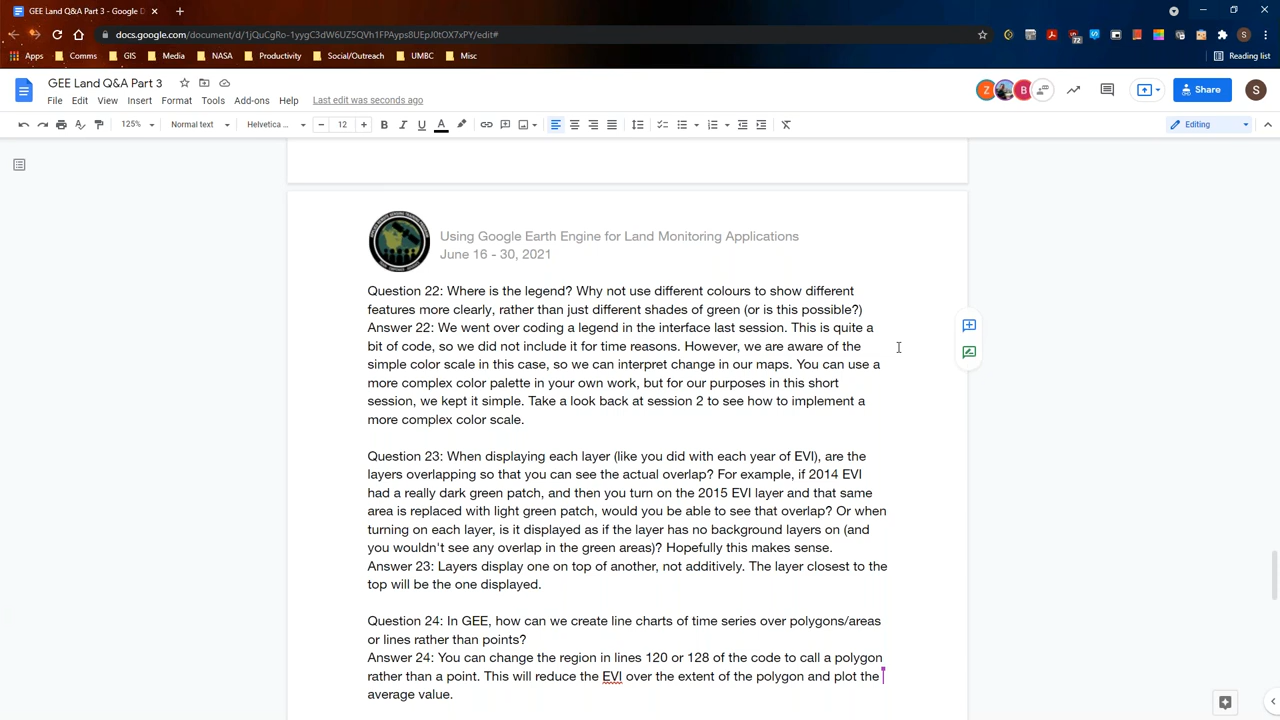 GEE Land Q&A Part 3 - Google D
docs.google.com/document/d/1jQuCgRo-1yygC3dW6UZ5QVh1FPAyps8UEpJ0tOX7xPY/edit#
72
Apps Comms GIS Media NASA Productivity Social/Outreach UMBC Misc Reading list
GEE Land Q&A Part 3
Z B Share S
File Edit View Insert Format Tools Add-ons Help Last edit was seconds ago
125% Normal text Helvetica ... 12 B I U A Editing
Using Google Earth Engine for Land Monitoring Applications
June 16 - 30, 2021
Question 22: Where is the legend? Why not use different colours to show different
features more clearly, rather than just different shades of green (or is this possible?)
Answer 22: We went over coding a legend in the interface last session. This is quite a
bit of code, so we did not include it for time reasons. However, we are aware of the
simple color scale in this case, so we can interpret change in our maps. You can use a
more complex color palette in your own work, but for our purposes in this short
session, we kept it simple. Take a look back at session 2 to see how to implement a
more complex color scale.
Question 23: When displaying each layer (like you did with each year of EVI), are the
layers overlapping so that you can see the actual overlap? For example, if 2014 EVI
had a really dark green patch, and then you turn on the 2015 EVI layer and that same
area is replaced with light green patch, would you be able to see that overlap? Or when
turning on each layer, is it displayed as if the layer has no background layers on (and
you wouldn't see any overlap in the green areas)? Hopefully this makes sense.
Answer 23: Layers display one on top of another, not additively. The layer closest to the
top will be the one displayed.
Question 24: In GEE, how can we create line charts of time series over polygons/areas
or lines rather than points?
Answer 24: You can change the region in lines 120 or 128 of the code to call a polygon
rather than a point. This will reduce the EVI over the extent of the polygon and plot the
average value.